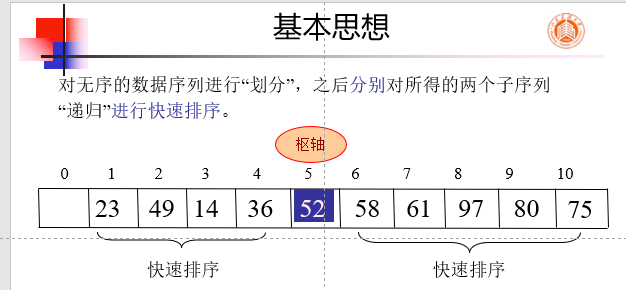 基本思想
对无序的数据序列进行“划分”，之后分别对所得的两个子序列
“递归”进行快速排序。
枢轴
0 1 2 3 4 5 6 7 8 9 10
23 49 14 36 52 58 61 97 80 75
快速排序 快速排序